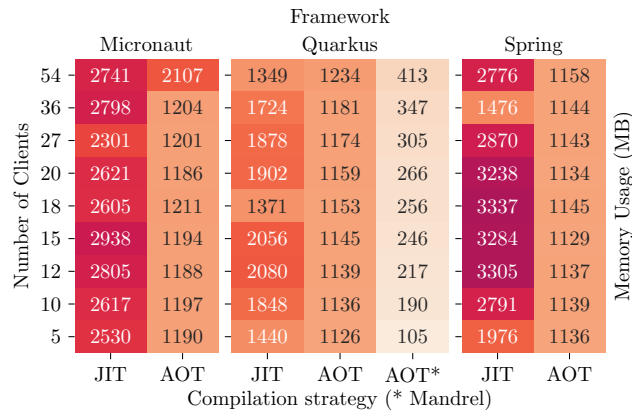 Framework
Micronaut Quarkus Spring
54 2741 2107 1349 1234 413 2776 1158
36 2798 1204 1724 1181 347 1476 1144
27 2301 1201 1878 1174 305 2870 1143
20 2621 1186 1902 1159 266 3238 1134
18 2605 1211 1371 1153 256 3337 1145
15 2938 1194 2056 1145 246 3284 1129
12 2805 1188 2080 1139 217 3305 1137
10 2617 1197 1848 1136 190 2791 1139
5 2530 1190 1440 1126 105 1976 1136
JIT AOT JIT AOT AOT* JIT AOT
Compilation strategy (* Mandrel)
Number of Clients
Memory Usage (MB)